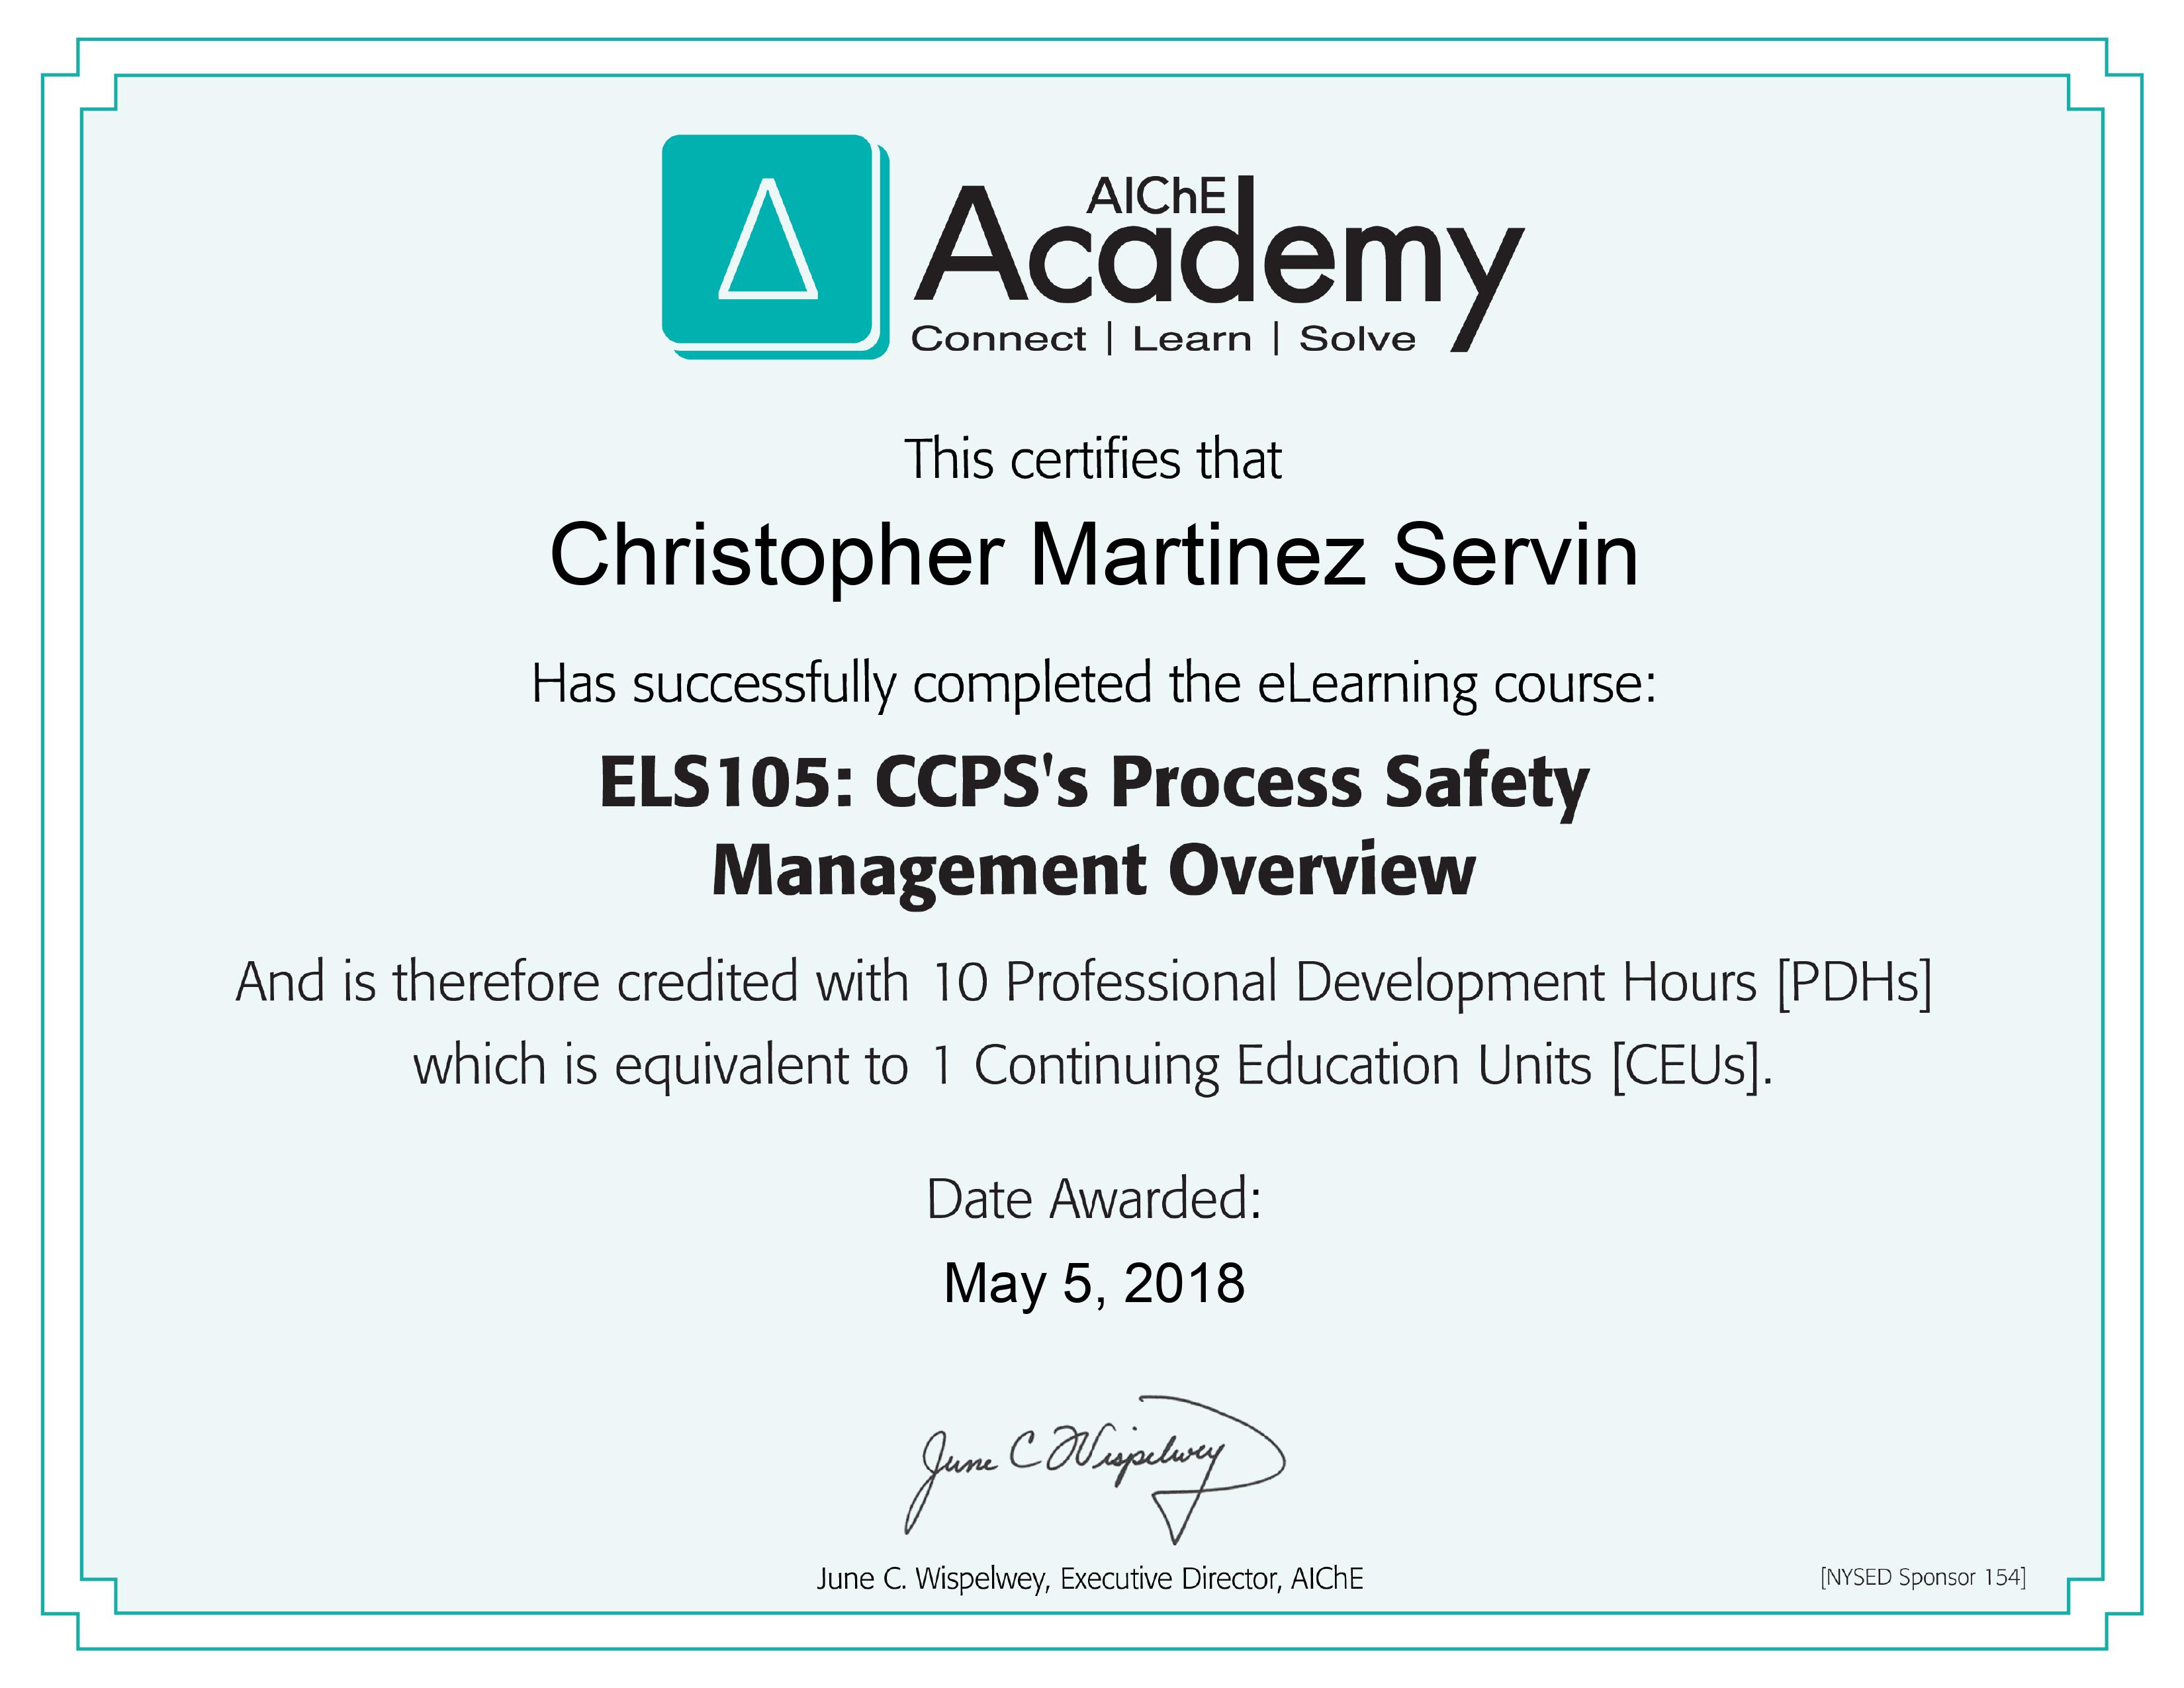 AIChE
Academy
Connect | Learn | Solve
This certifies that
Christopher Martinez Servin
Has successfully completed the eLearning course:
ELS105: CCPS's Process Safety
Management Overview
And is therefore credited with 10 Professional Development Hours [PDHs]
which is equivalent to 1 Continuing Education Units [CEUs].
Date Awarded:
May 5, 2018
June C Wispelwey
June C. Wispelwey, Executive Director, AIChE
[NYSED Sponsor 154]